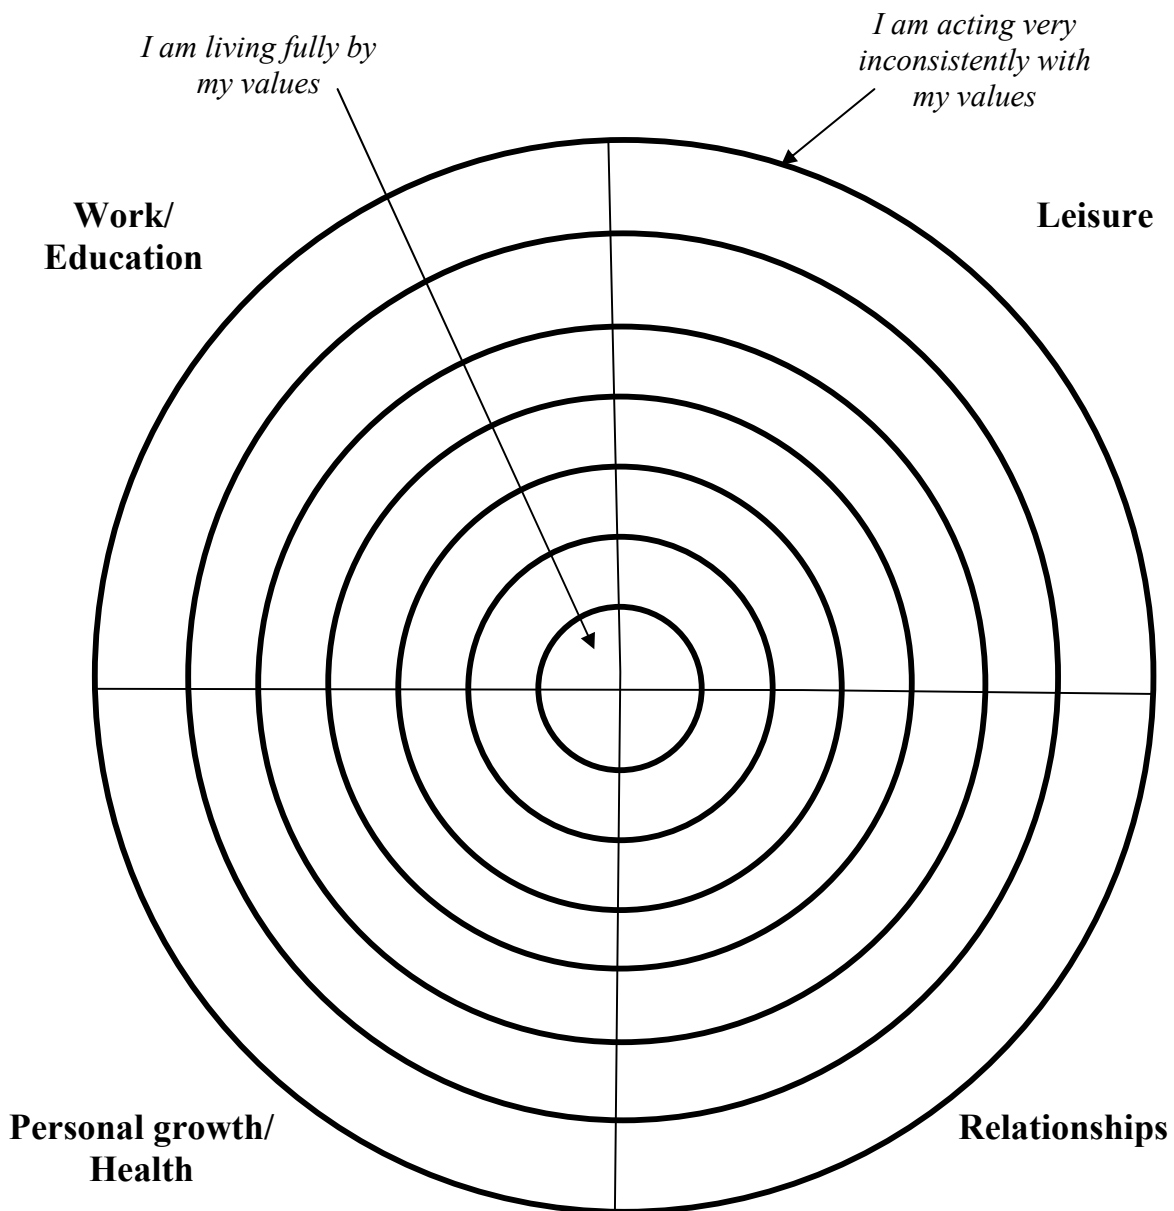 I am living fully by
my values
I am acting very
inconsistently with
my values
Work/
Education
Leisure
Personal growth/
Health
Relationships